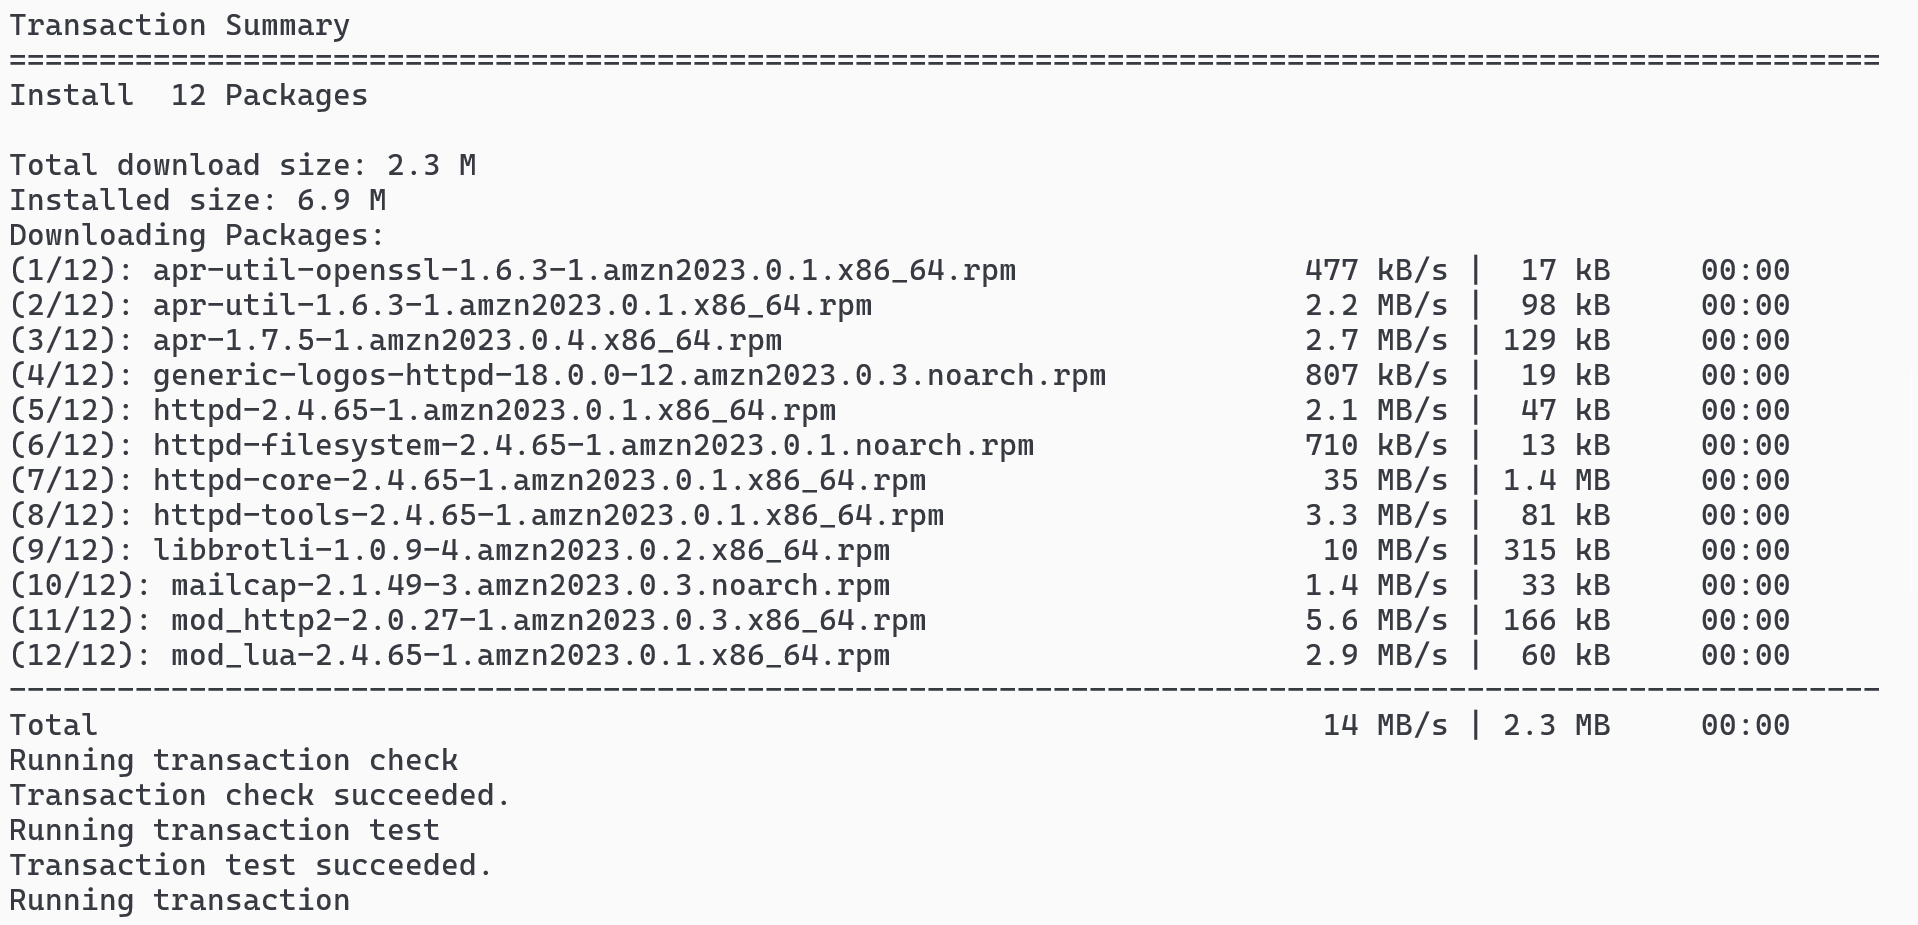 Transaction Summary
========================================================================================================
Install  12 Packages

Total download size: 2.3 M
Installed size: 6.9 M
Downloading Packages:
(1/12): apr-util-openssl-1.6.3-1.amzn2023.0.1.x86_64.rpm                477 kB/s |  17 kB     00:00
(2/12): apr-util-1.6.3-1.amzn2023.0.1.x86_64.rpm                        2.2 MB/s |  98 kB     00:00
(3/12): apr-1.7.5-1.amzn2023.0.4.x86_64.rpm                             2.7 MB/s | 129 kB     00:00
(4/12): generic-logos-httpd-18.0.0-12.amzn2023.0.3.noarch.rpm           807 kB/s |  19 kB     00:00
(5/12): httpd-2.4.65-1.amzn2023.0.1.x86_64.rpm                          2.1 MB/s |  47 kB     00:00
(6/12): httpd-filesystem-2.4.65-1.amzn2023.0.1.noarch.rpm               710 kB/s |  13 kB     00:00
(7/12): httpd-core-2.4.65-1.amzn2023.0.1.x86_64.rpm                      35 MB/s | 1.4 MB     00:00
(8/12): httpd-tools-2.4.65-1.amzn2023.0.1.x86_64.rpm                    3.3 MB/s |  81 kB     00:00
(9/12): libbrotli-1.0.9-4.amzn2023.0.2.x86_64.rpm                        10 MB/s | 315 kB     00:00
(10/12): mailcap-2.1.49-3.amzn2023.0.3.noarch.rpm                       1.4 MB/s |  33 kB     00:00
(11/12): mod_http2-2.0.27-1.amzn2023.0.3.x86_64.rpm                     5.6 MB/s | 166 kB     00:00
(12/12): mod_lua-2.4.65-1.amzn2023.0.1.x86_64.rpm                       2.9 MB/s |  60 kB     00:00
--------------------------------------------------------------------------------------------------------
Total                                                                    14 MB/s | 2.3 MB     00:00
Running transaction check
Transaction check succeeded.
Running transaction test
Transaction test succeeded.
Running transaction